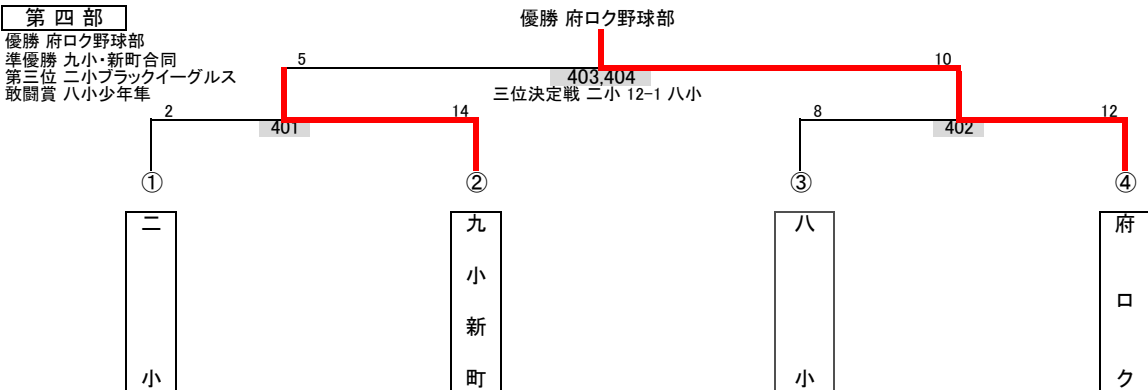 第四部
優勝 府ロク野球部
優勝 府ロク野球部
準優勝 九小・新町合同
第三位 二小ブラックイーグルス
敢闘賞 八小少年隼
5
10
403,404
三位決定戦 二小 12-1 八小
2
14
8
12
401
402
①
②
③
④
二小
九小新町
八小
府ロク